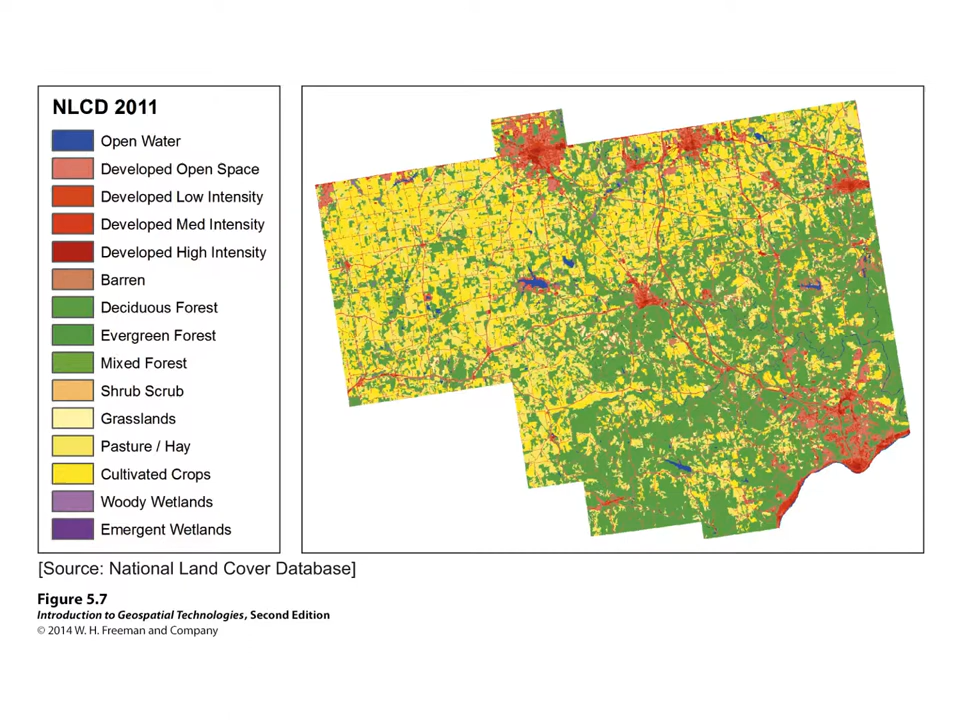 NLCD 2011
Open Water
Developed Open Space
Developed Low Intensity
Developed Med Intensity
Developed High Intensity
Barren
Deciduous Forest
Evergreen Forest
Mixed Forest
Shrub Scrub
Grasslands
Pasture / Hay
Cultivated Crops
Woody Wetlands
Emergent Wetlands
[Source: National Land Cover Database]
Figure 5.7
Introduction to Geospatial Technologies, Second Edition
© 2014 W. H. Freeman and Company